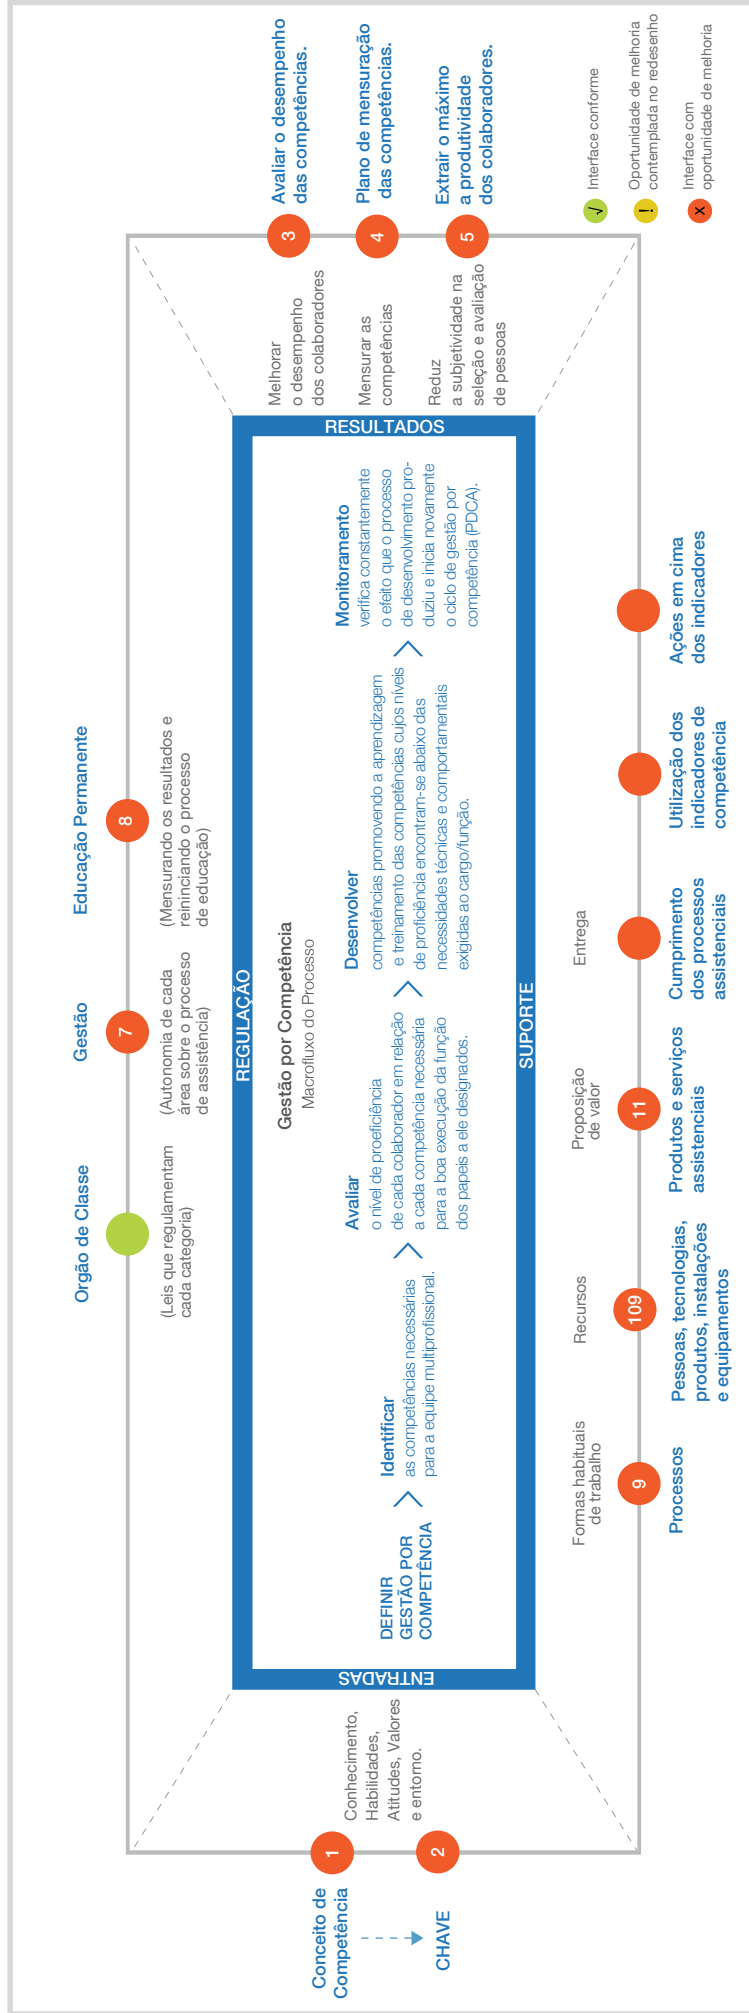 Orgão de Classe
(Leis que regulamentam
cada categoria)
Gestão
7
(Autonomia de cada
área sobre o processo
de assistência)
Educação Permanente
8
(Mensurando os resultados e
reininciando o processo
de educação)
Conceito de
Competência
CHAVE
1
2
Conhecimento,
Habilidades,
Atitudes, Valores
e entorno.
ENTRADAS
REGULAÇÃO
Gestão por Competência
Macrofluxo do Processo
DEFINIR
GESTÃO POR
COMPETÊNCIA
Identificar
as competências necessárias
para a equipe multiprofissional.
Avaliar
o nível de proeficiência
de cada colaborador em relação
a cada competência necessária
para a boa execução da função
dos papeis a ele designados.
Desenvolver
competências promovendo a aprendizagem
e treinamento das competências cujos níveis
de proficiência encontram-se abaixo das
necessidades técnicas e comportamentais
exigidas ao cargo/função.
Monitoramento
verifica constantemente
o efeito que o processo
de desenvolvimento pro-
duziu e inicia novamente
o ciclo de gestão por
competência (PDCA).
RESULTADOS
SUPORTE
Melhorar
o desempenho
dos colaboradores
3
Avaliar o desempenho
das competências.
Mensurar as
competências
4
Plano de mensuração
das competências.
Reduz
a subjetividade na
seleção e avaliação
de pessoas
5
Extrair o máximo
a produtividade
dos colaboradores.
Formas habituais
de trabalho
9
Processos
Recursos
109
Pessoas, tecnologias,
produtos, instalações
e equipamentos
Proposição
de valor
11
Produtos e serviços
assistenciais
Entrega
Cumprimento
dos processos
assistenciais
Utilização dos
indicadores de
competência
Ações em cima
dos indicadores
√ Interface conforme
! Oportunidade de melhoria
contemplada no redesenho
x Interface com
oportunidade de melhoria